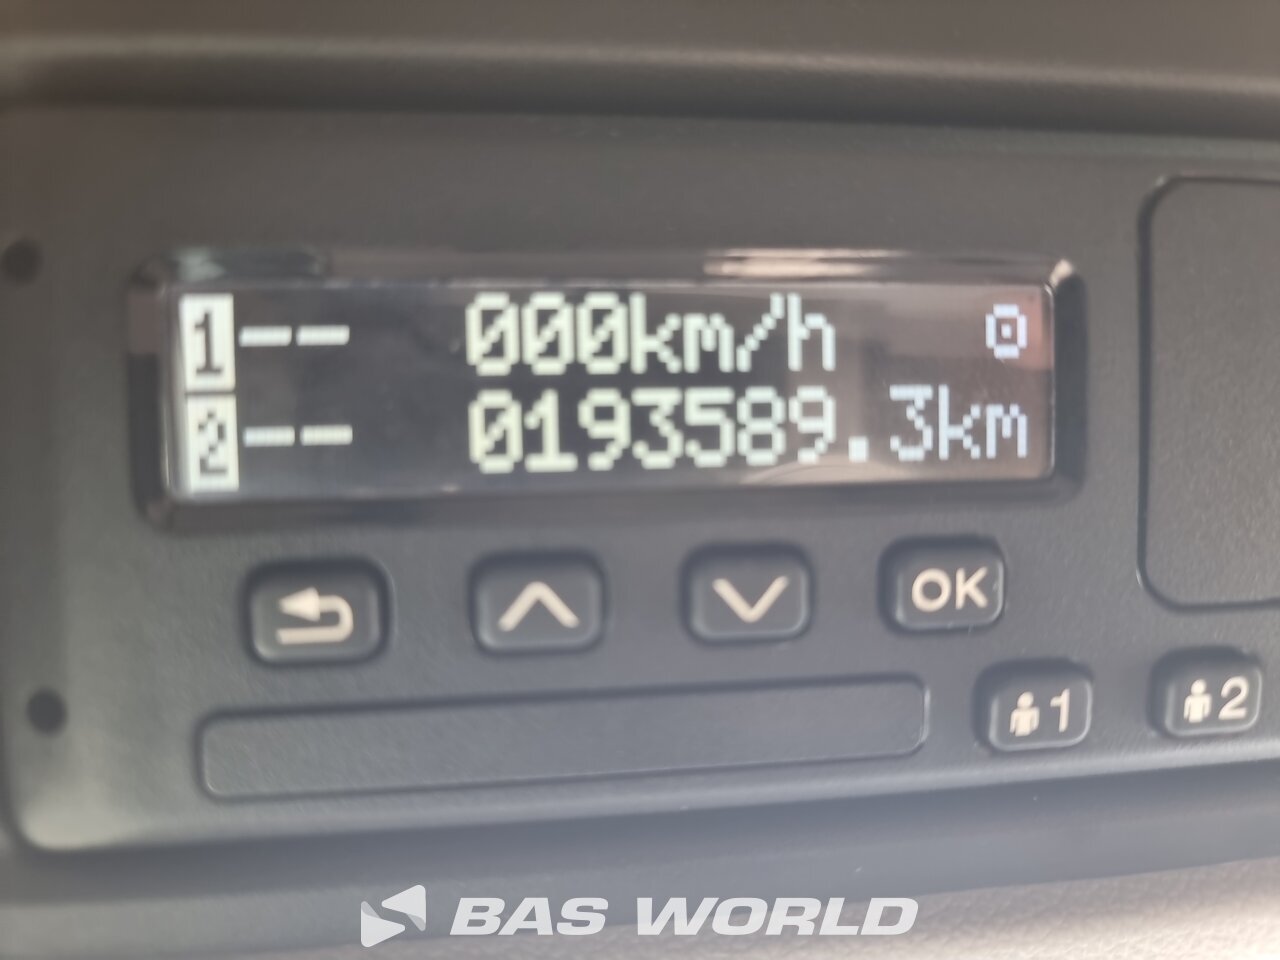 1 -- 000km/h
2 -- 0193589.3km
OK
1 2
BAS WORLD